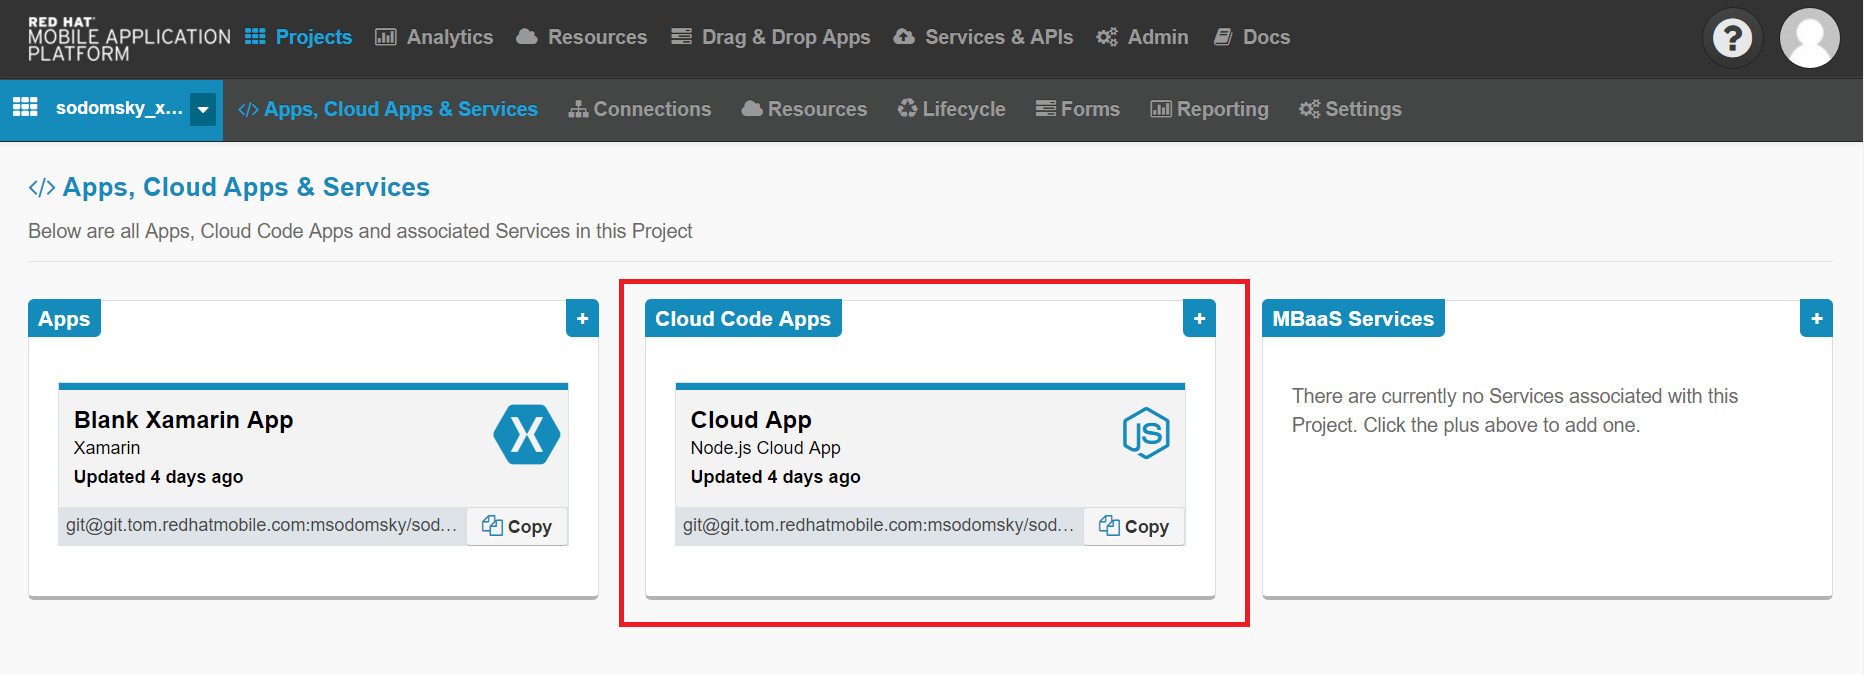 RED HAT
MOBILE APPLICATION
PLATFORM
Projects Analytics Resources Drag & Drop Apps Services & APIs Admin Docs ?
sodomsky_x... </> Apps, Cloud Apps & Services Connections Resources Lifecycle Forms Reporting Settings
</> Apps, Cloud Apps & Services
Below are all Apps, Cloud Code Apps and associated Services in this Project
Apps +
Blank Xamarin App
Xamarin
Updated 4 days ago
git@git.tom.redhatmobile.com:msodomsky/sod... Copy
Cloud Code Apps +
Cloud App
Node.js Cloud App
JS
Updated 4 days ago
git@git.tom.redhatmobile.com:msodomsky/sod... Copy
MBaaS Services +
There are currently no Services associated with this
Project. Click the plus above to add one.